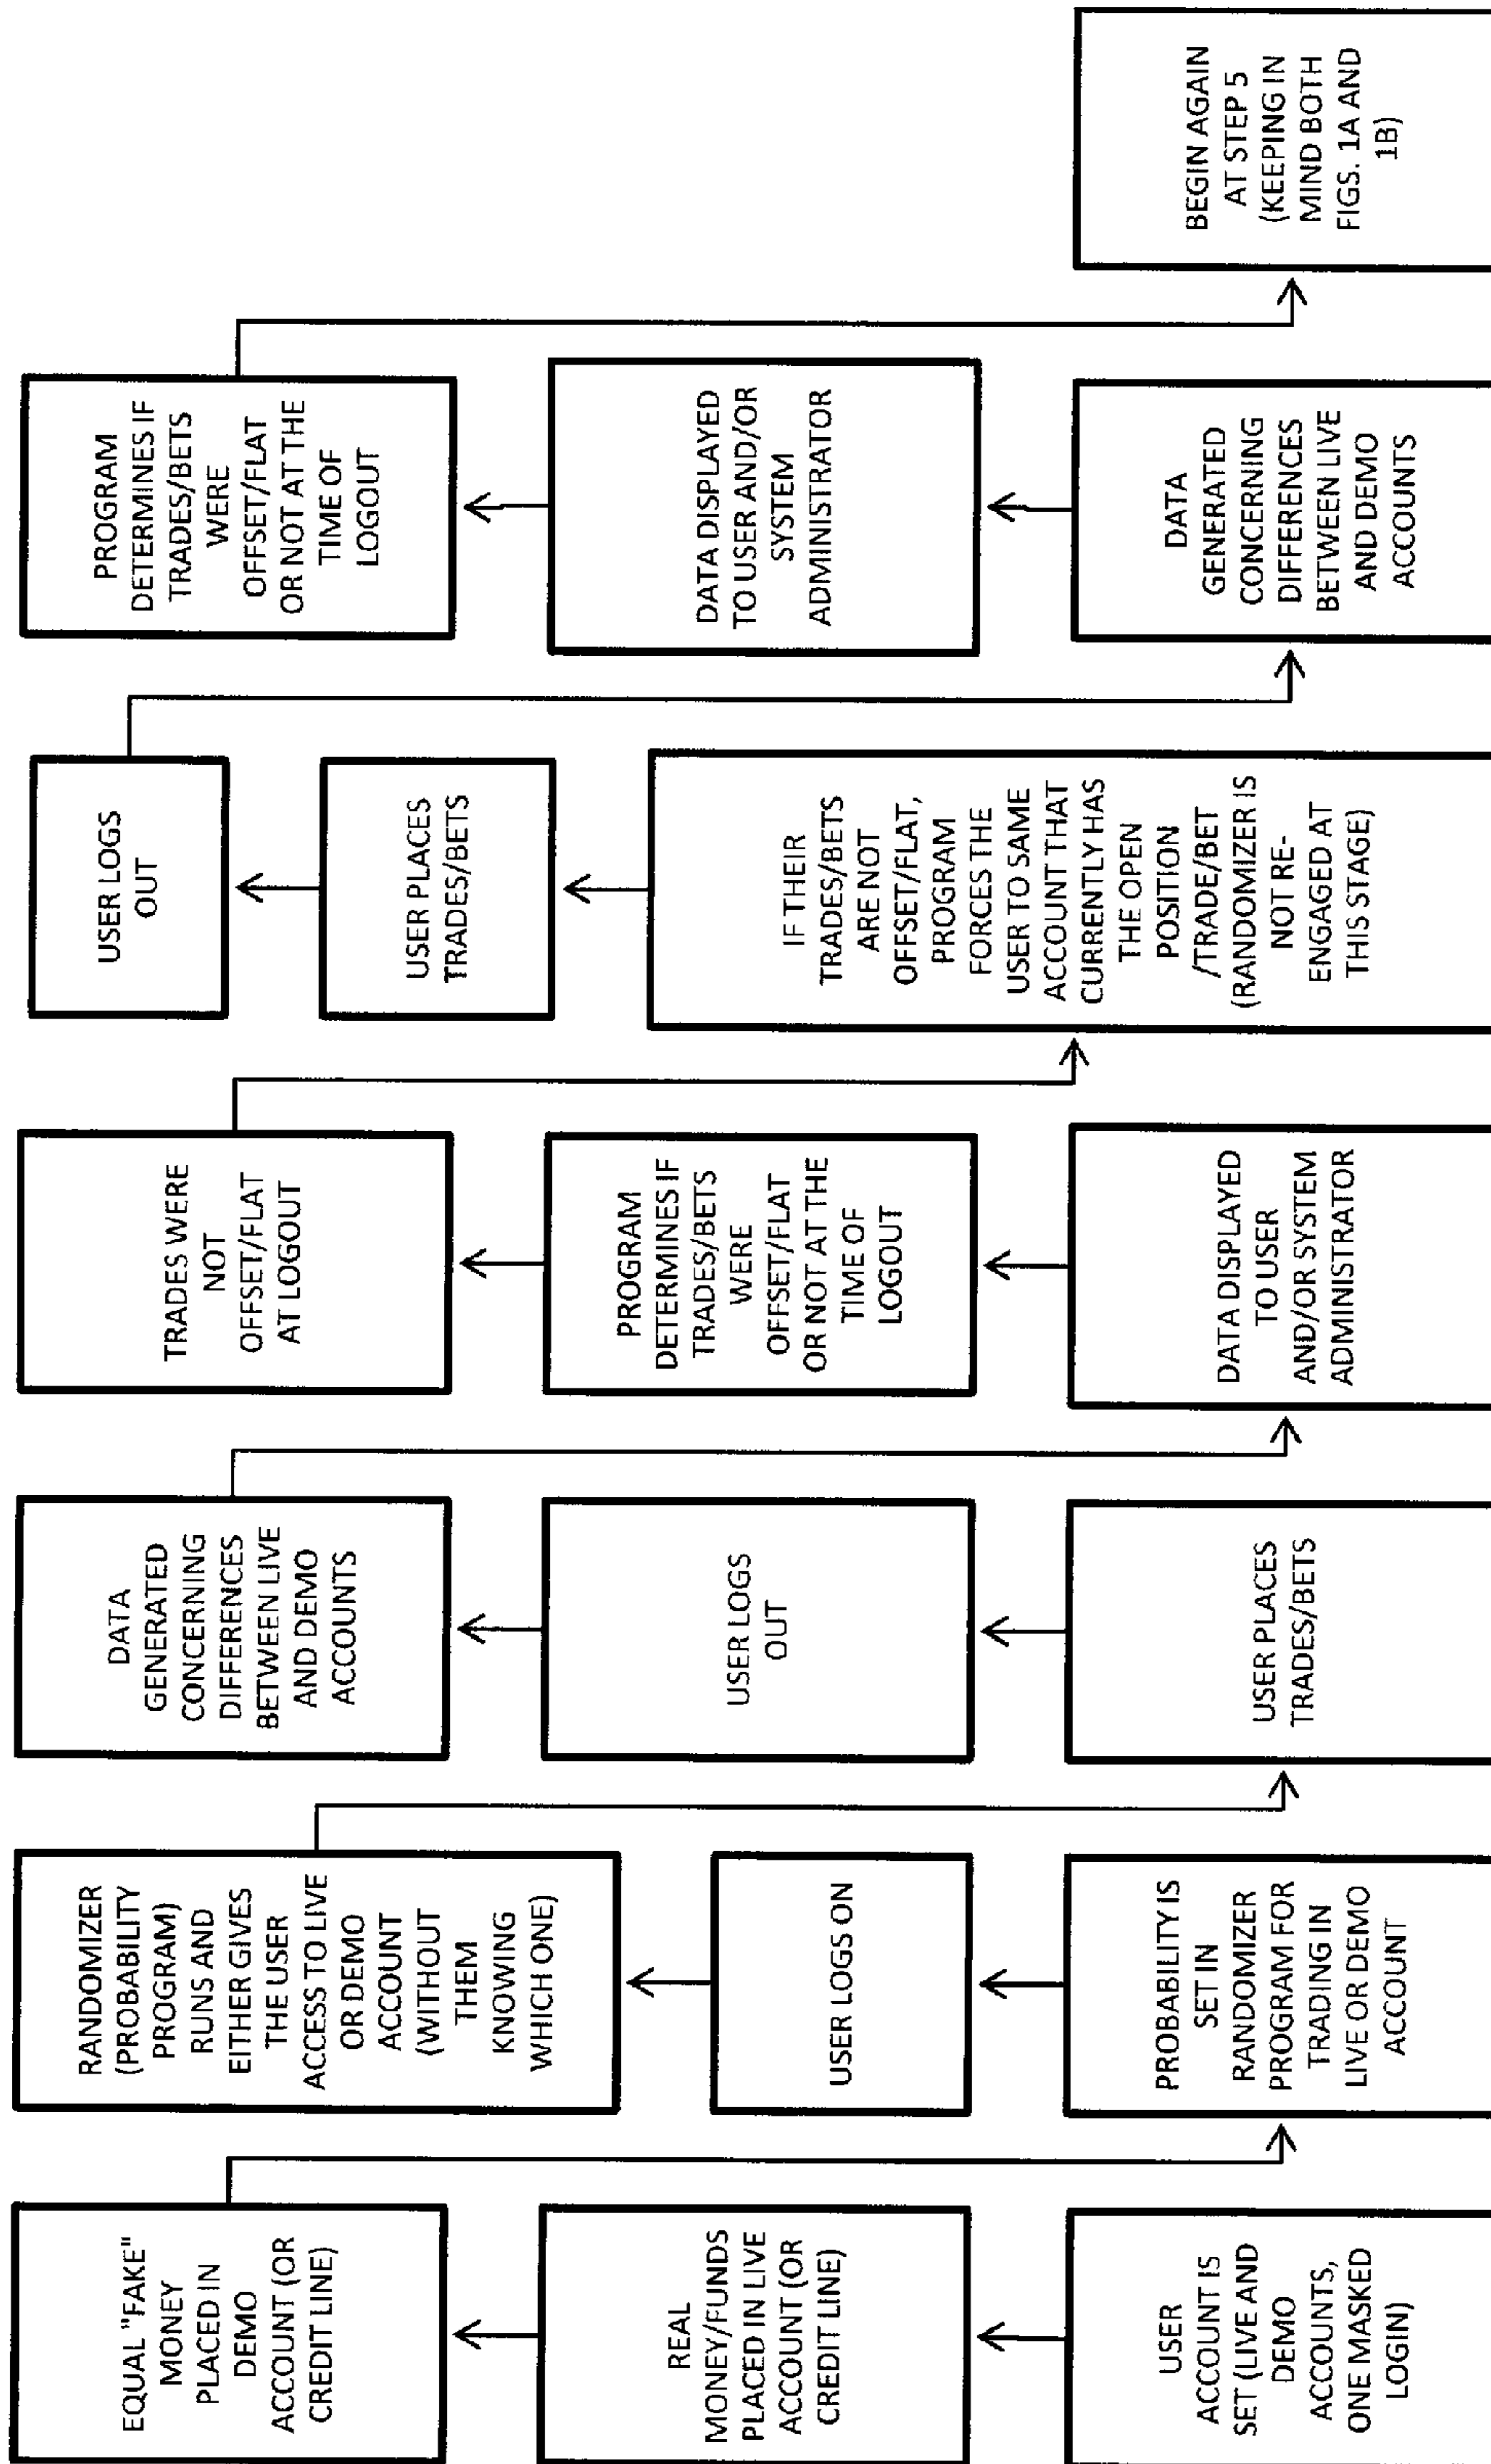 USER
ACCOUNT IS
SET (LIVE AND
DEMO
ACCOUNTS,
ONE MASKED
LOGIN)
REAL
MONEY/FUNDS
PLACED IN LIVE
ACCOUNT (OR
CREDIT LINE)
EQUAL "FAKE"
MONEY
PLACED IN
DEMO
ACCOUNT (OR
CREDIT LINE)
PROBABILITY IS
SET IN
RANDOMIZER
PROGRAM FOR
TRADING IN
LIVE OR DEMO
ACCOUNT
USER LOGS ON
RANDOMIZER
(PROBABILITY
PROGRAM)
RUNS AND
EITHER GIVES
THE USER
ACCESS TO LIVE
OR DEMO
ACCOUNT
(WITHOUT
THEM
KNOWING
WHICH ONE)
USER PLACES
TRADES/BETS
USER LOGS
OUT
DATA
GENERATED
CONCERNING
DIFFERENCES
BETWEEN LIVE
AND DEMO
ACCOUNTS
DATA DISPLAYED
TO USER
AND/OR SYSTEM
ADMINISTRATOR
PROGRAM
DETERMINES IF
TRADES/BETS
WERE
OFFSET/FLAT
OR NOT AT THE
TIME OF
LOGOUT
TRADES WERE
NOT
OFFSET/FLAT
AT LOGOUT
IF THEIR
TRADES/BETS
ARE NOT
OFFSET/FLAT,
PROGRAM
FORCES THE
USER TO SAME
ACCOUNT THAT
CURRENTLY HAS
THE OPEN
POSITION
/TRADE/BET
(RANDOMIZER IS
NOT RE-
ENGAGED AT
THIS STAGE)
USER PLACES
TRADES/BETS
USER LOGS
OUT
DATA
GENERATED
CONCERNING
DIFFERENCES
BETWEEN LIVE
AND DEMO
ACCOUNTS
DATA DISPLAYED
TO USER AND/OR
SYSTEM
ADMINISTRATOR
PROGRAM
DETERMINES IF
TRADES/BETS
WERE
OFFSET/FLAT
OR NOT AT THE
TIME OF
LOGOUT
BEGIN AGAIN
AT STEP 5
(KEEPING IN
MIND BOTH
FIGS. 1A AND
1B)